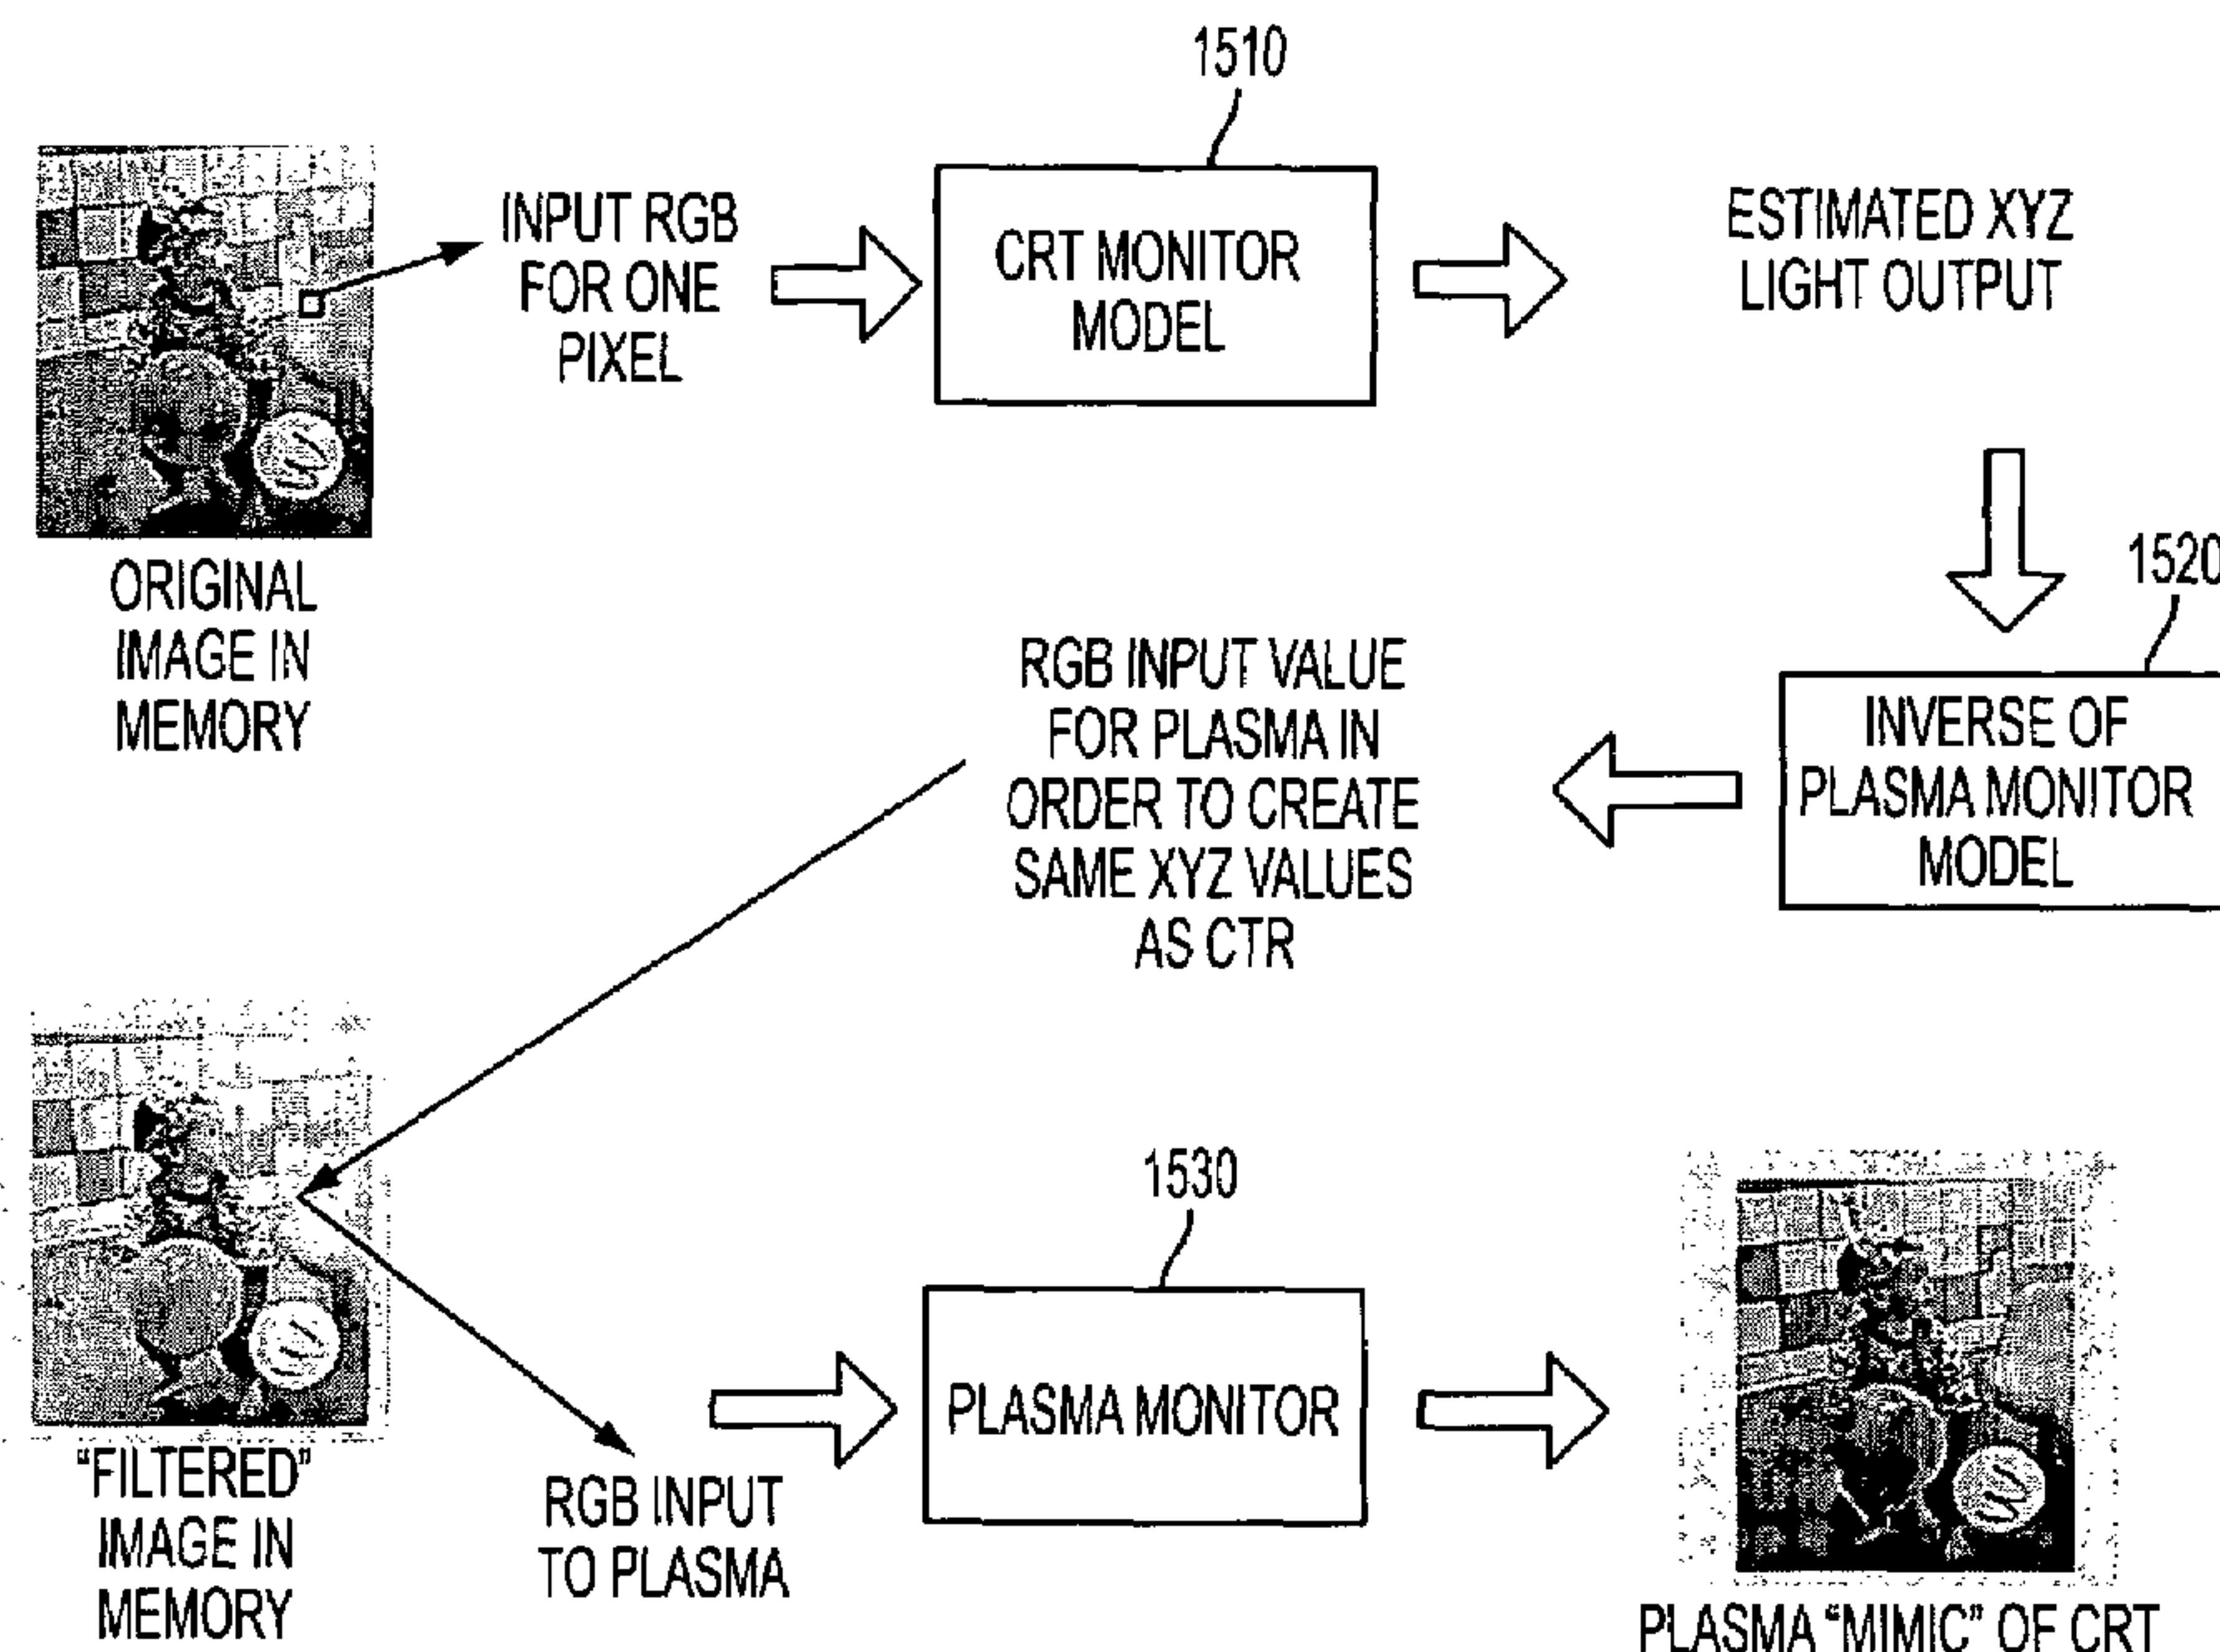 1510
INPUT RGB
FOR ONE
PIXEL
CRT MONITOR
MODEL
ESTIMATED XYZ
LIGHT OUTPUT
ORIGINAL
IMAGE IN
MEMORY
1520
INVERSE OF
PLASMA MONITOR
MODEL
RGB INPUT VALUE
FOR PLASMA IN
ORDER TO CREATE
SAME XYZ VALUES
AS CTR
"FILTERED"
IMAGE IN
MEMORY
RGB INPUT
TO PLASMA
1530
PLASMA MONITOR
PLASMA "MIMIC" OF CRT